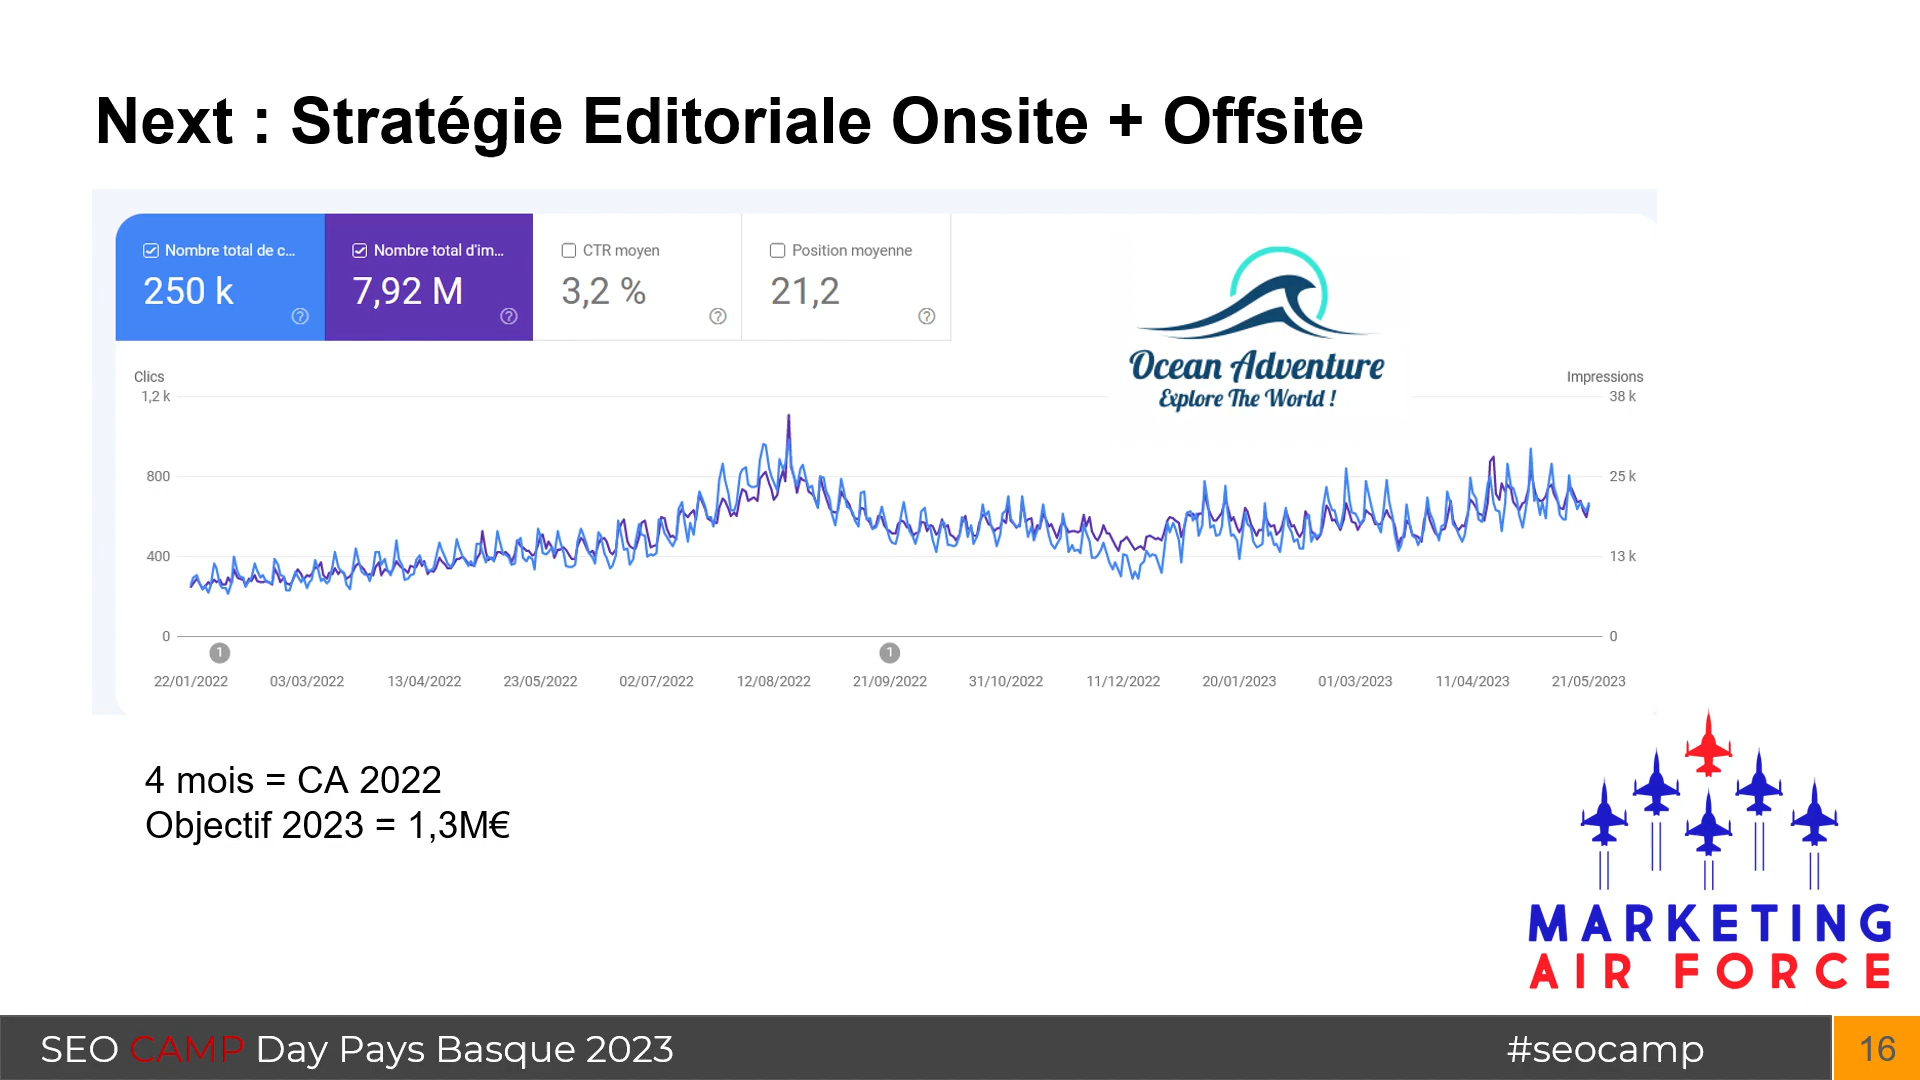 Next : Stratégie Editoriale Onsite + Offsite
Nombre total de c...
250 k
Nombre total d'im...
7,92 M
CTR moyen
3,2 %
Position moyenne
21,2
Ocean Adventure
Explore The World !
Clics
Impressions
1,2 k
38 k
800
25 k
400
13 k
0
0
1
1
22/01/2022
03/03/2022
13/04/2022
23/05/2022
02/07/2022
12/08/2022
21/09/2022
31/10/2022
11/12/2022
20/01/2023
01/03/2023
11/04/2023
21/05/2023
4 mois = CA 2022
Objectif 2023 = 1,3M€
MARKETING
AIR FORCE
SEO CAMP Day Pays Basque 2023
#seocamp
16